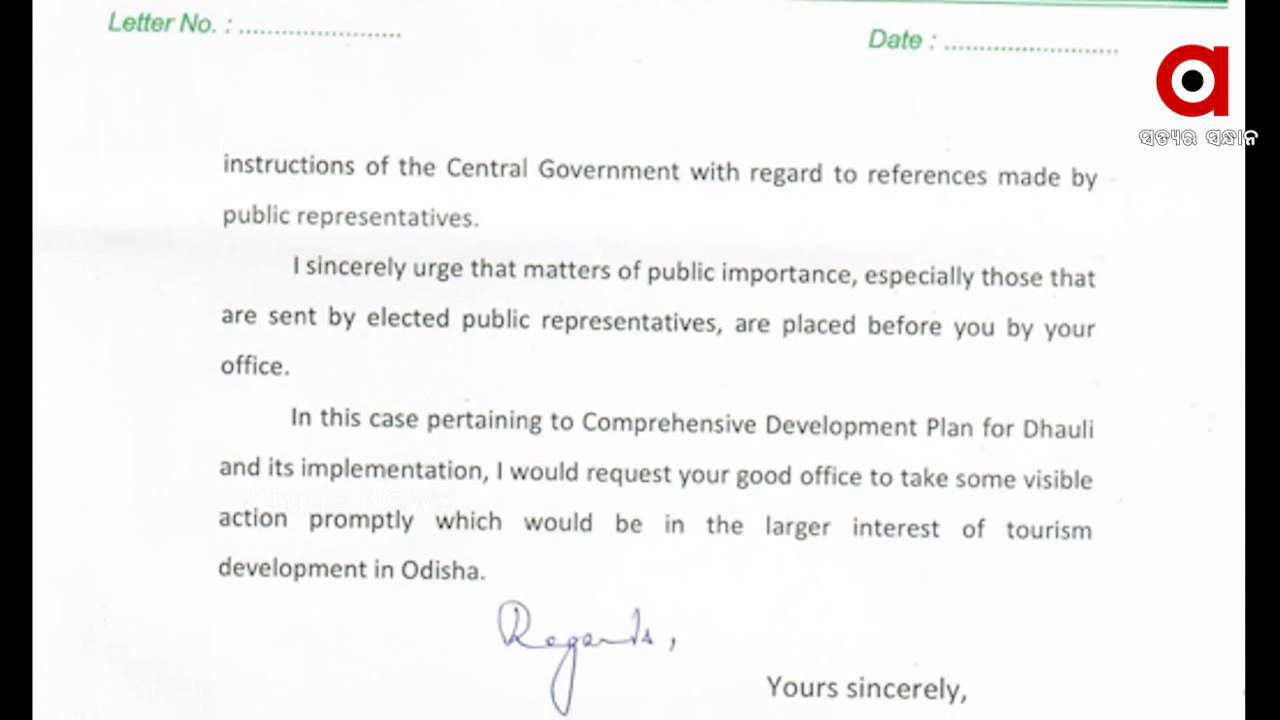 Letter No. : ........................
Date : ..........................
ସତ୍ୟର ସନ୍ଧାନ
instructions of the Central Government with regard to references made by
public representatives.
I sincerely urge that matters of public importance, especially those that
are sent by elected public representatives, are placed before you by your
office.
In this case pertaining to Comprehensive Development Plan for Dhauli
and its implementation, I would request your good office to take some visible
action promptly which would be in the larger interest of tourism
development in Odisha.
Regards,
Yours sincerely,